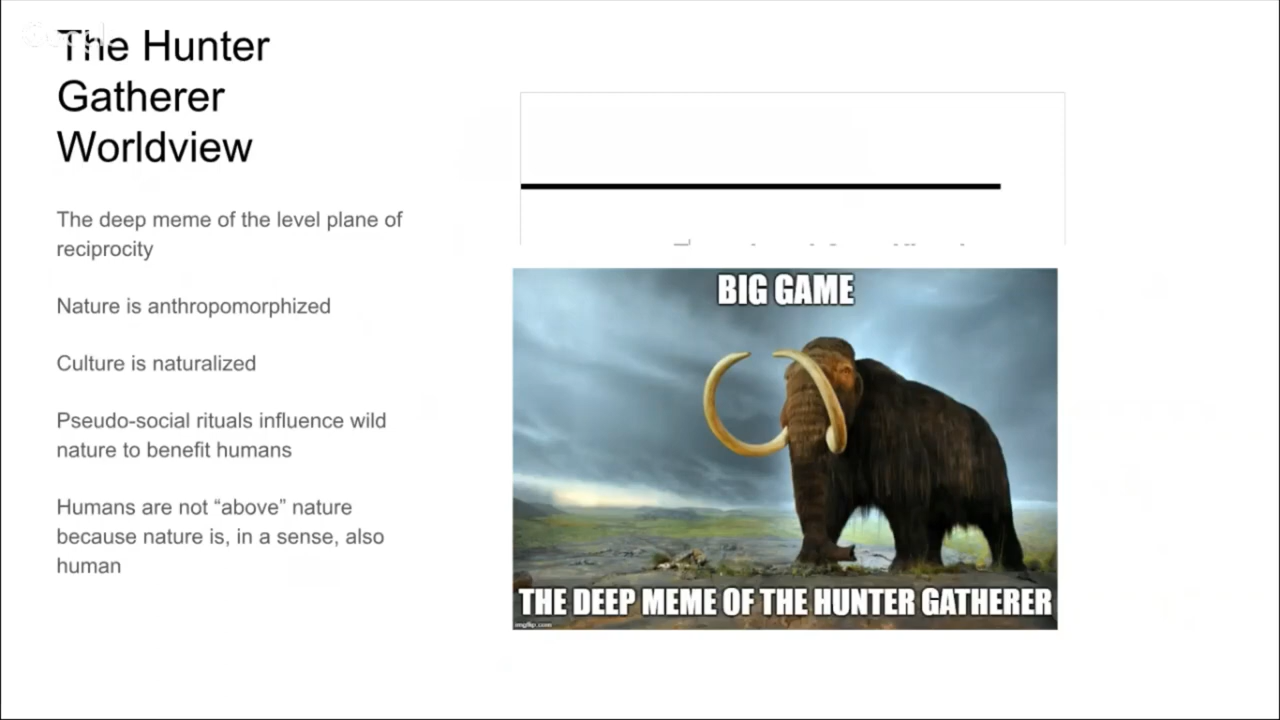 The Hunter
Gatherer
Worldview
The deep meme of the level plane of
reciprocity
Nature is anthropomorphized
Culture is naturalized
Pseudo-social rituals influence wild
nature to benefit humans
Humans are not “above” nature
because nature is, in a sense, also
human
BIG GAME
THE DEEP MEME OF THE HUNTER GATHERER
imgflip.com